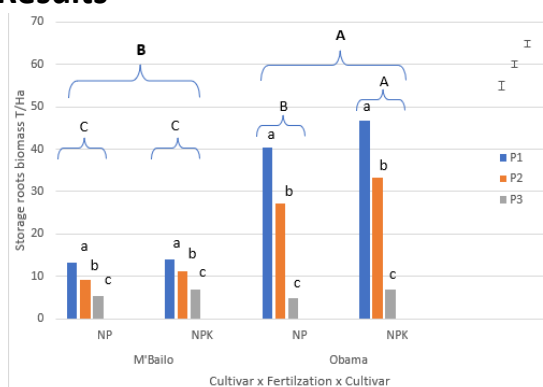 Results
70
60
50
40
30
20
10
0
Storage roots biomass T/Ha
B
A
C
C
B
A
a
b
c
a
b
c
a
b
c
a
b
c
P1
P2
P3
NP
NPK
NP
NPK
M'Bailo
Obama
Cultivar x Fertilzation x Cultivar